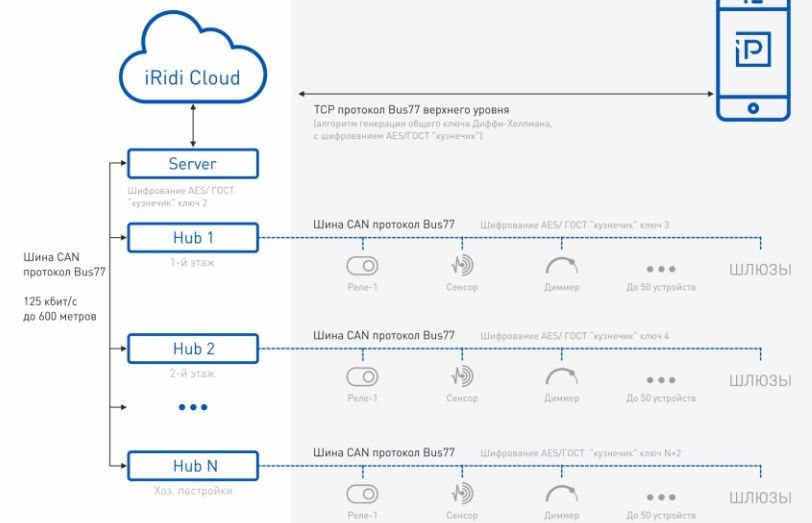 iRidi Cloud
TCP протокол Bus77 верхнего уровня
(алгоритм генерации общего ключа Диффи-Хеллмана,
с шифрованием AES/ГОСТ "кузнечик")
Server
Шифрование AES/ ГОСТ
"кузнечик" ключ 2
Шина CAN
протокол Bus77
125 кбит/с
до 600 метров
Hub 1
1-й этаж
Шина CAN протокол Bus77 Шифрование AES/ ГОСТ "кузнечик" ключ 3
Реле-1 Сенсор Диммер До 50 устройств ШЛЮЗЫ
Hub 2
2-й этаж
Шина CAN протокол Bus77 Шифрование AES/ ГОСТ "кузнечик" ключ 4
Реле-1 Сенсор Диммер До 50 устройств ШЛЮЗЫ
Hub N
Хоз. постройки
Шина CAN протокол Bus77 Шифрование AES/ГОСТ "кузнечик" ключ N+2
Реле-1 Сенсор Диммер До 50 устройств ШЛЮЗЫ